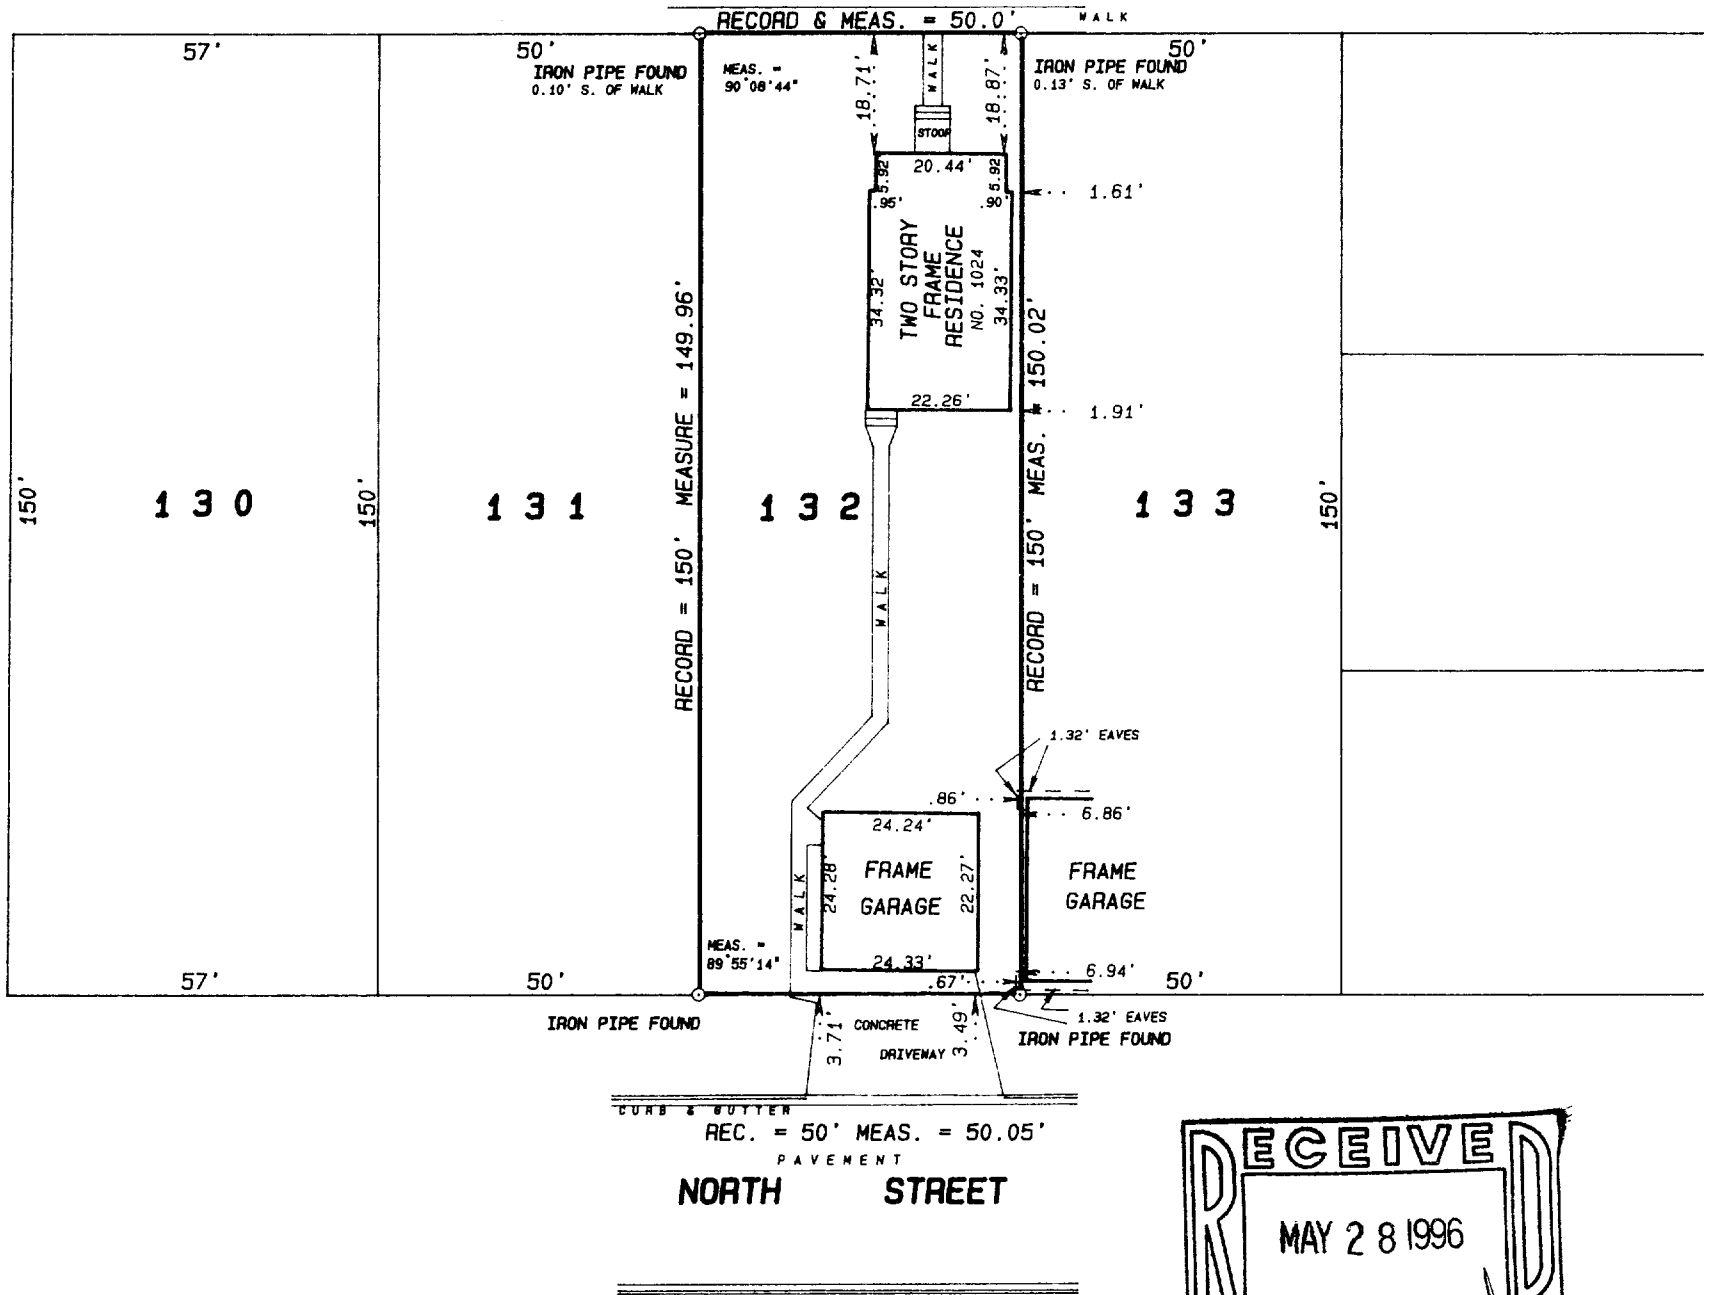 RECORD & MEAS. = 50.0'
WALK
57'
50'
50'
IRON PIPE FOUND
0.10' S. OF WALK
MEAS. =
90°08'44"
18.71'
WALK
18.87'
IRON PIPE FOUND
0.13' S. OF WALK
STOOP
20.44'
5.92'
5.92
.95'
.90'
1.61'
TWO STORY
FRAME
RESIDENCE
NO. 1024
34.32'
34.33'
22.26'
1.91'
RECORD = 150' MEASURE = 149.96'
RECORD = 150' MEAS. = 150.02'
150'
130
150'
131
132
133
150'
WALK
1.32' EAVES
.86'
6.86'
24.24'
FRAME
GARAGE
24.28'
22.27'
WALK
FRAME
GARAGE
MEAS. =
89°55'14"
24.33'
.67'
6.94'
57'
50'
50'
1.32' EAVES
IRON PIPE FOUND
IRON PIPE FOUND
3.71'
CONCRETE
DRIVEWAY
3.49'
CURB & GUTTER
REC. = 50' MEAS. = 50.05'
PAVEMENT
NORTH STREET
RECEIVED
MAY 28 1996